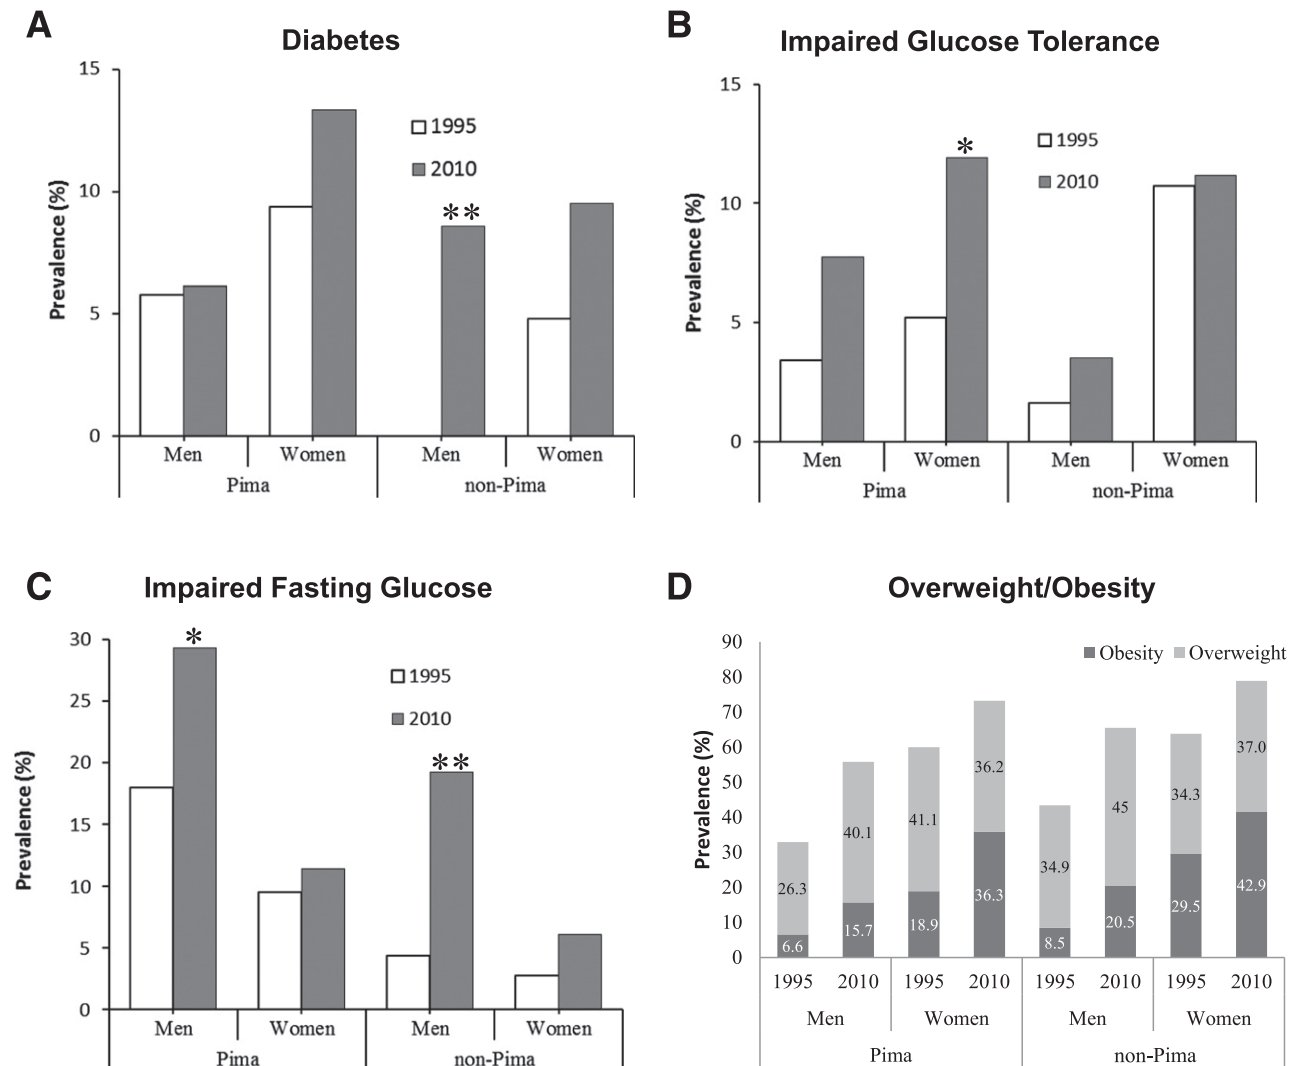 A
Diabetes
15
10
5
0
Prevalence (%)
1995
2010
**
Men Women Men Women
Pima non-Pima
B
Impaired Glucose Tolerance
15
10
5
0
Prevalence (%)
*
1995
2010
Men Women Men Women
Pima non-Pima
C
Impaired Fasting Glucose
30
25
20
15
10
5
0
Prevalence (%)
*
1995
2010
**
Men Women Men Women
Pima non-Pima
D
Overweight/Obesity
90
80
70
60
50
40
30
20
10
0
Prevalence (%)
Obesity Overweight
26.3 40.1 41.1 36.2 34.9 45 34.3 37.0
6.6 15.7 18.9 36.3 8.5 20.5 29.5 42.9
1995 2010 1995 2010 1995 2010 1995 2010
Men Women Men Women
Pima non-Pima